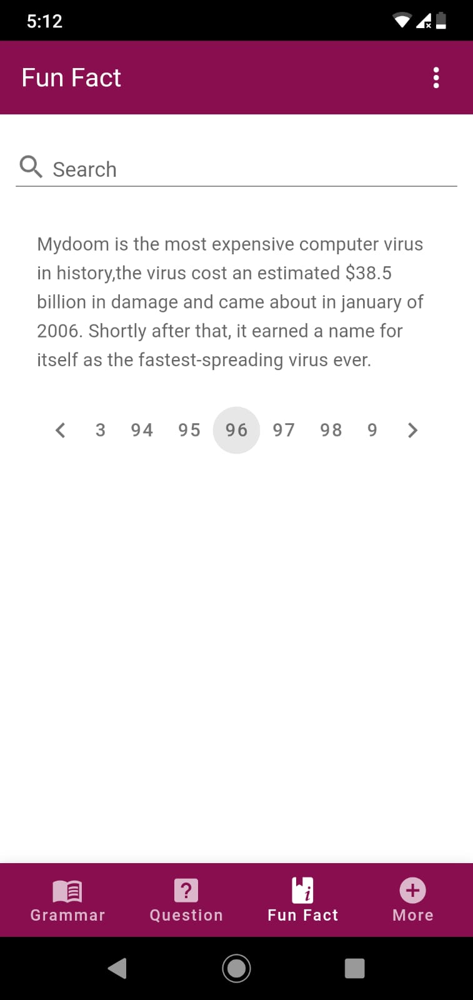 5:12
Fun Fact
Search
Mydoom is the most expensive computer virus
in history,the virus cost an estimated $38.5
billion in damage and came about in january of
2006. Shortly after that, it earned a name for
itself as the fastest-spreading virus ever.
3 94 95 96 97 98 9
Grammar Question Fun Fact More